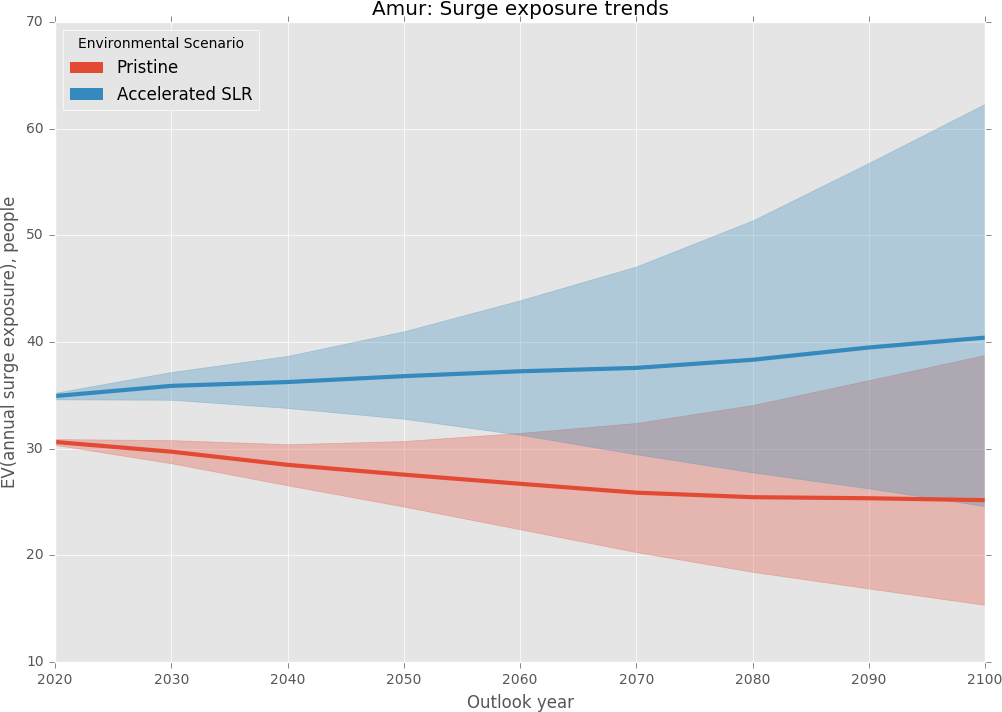 Amur: Surge exposure trends
Environmental Scenario
Pristine
Accelerated SLR
EV(annual surge exposure), people
70
60
50
40
30
20
10
2020 2030 2040 2050 2060 2070 2080 2090 2100
Outlook year